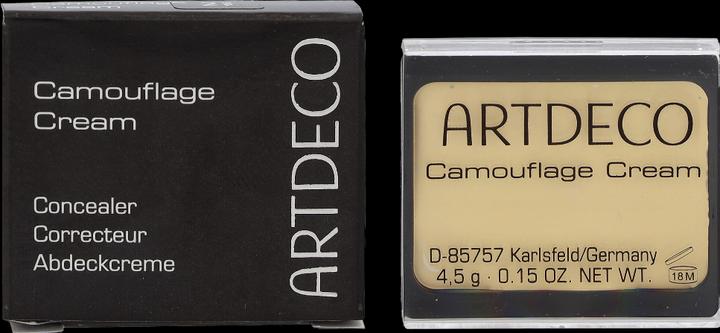 Camouflage
Cream
Concealer
Correcteur
Abdeckcreme
ARTDECO
ARTDECO
Camouflage Cream
D-85757 Karlsfeld/Germany
4,5 g · 0.15 OZ. NET WT.
18M